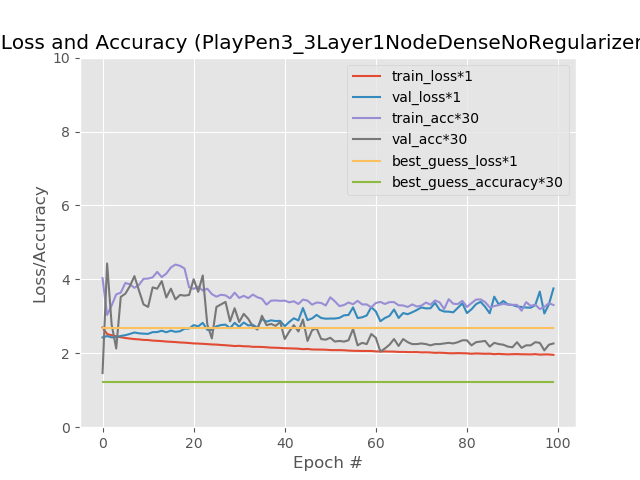 Loss and Accuracy (PlayPen3_3Layer1NodeDenseNoRegularizer
train_loss*1
val_loss*1
train_acc*30
val_acc*30
best_guess_loss*1
best_guess_accuracy*30
Loss/Accuracy
10
8
6
4
2
0
0 20 40 60 80 100
Epoch #